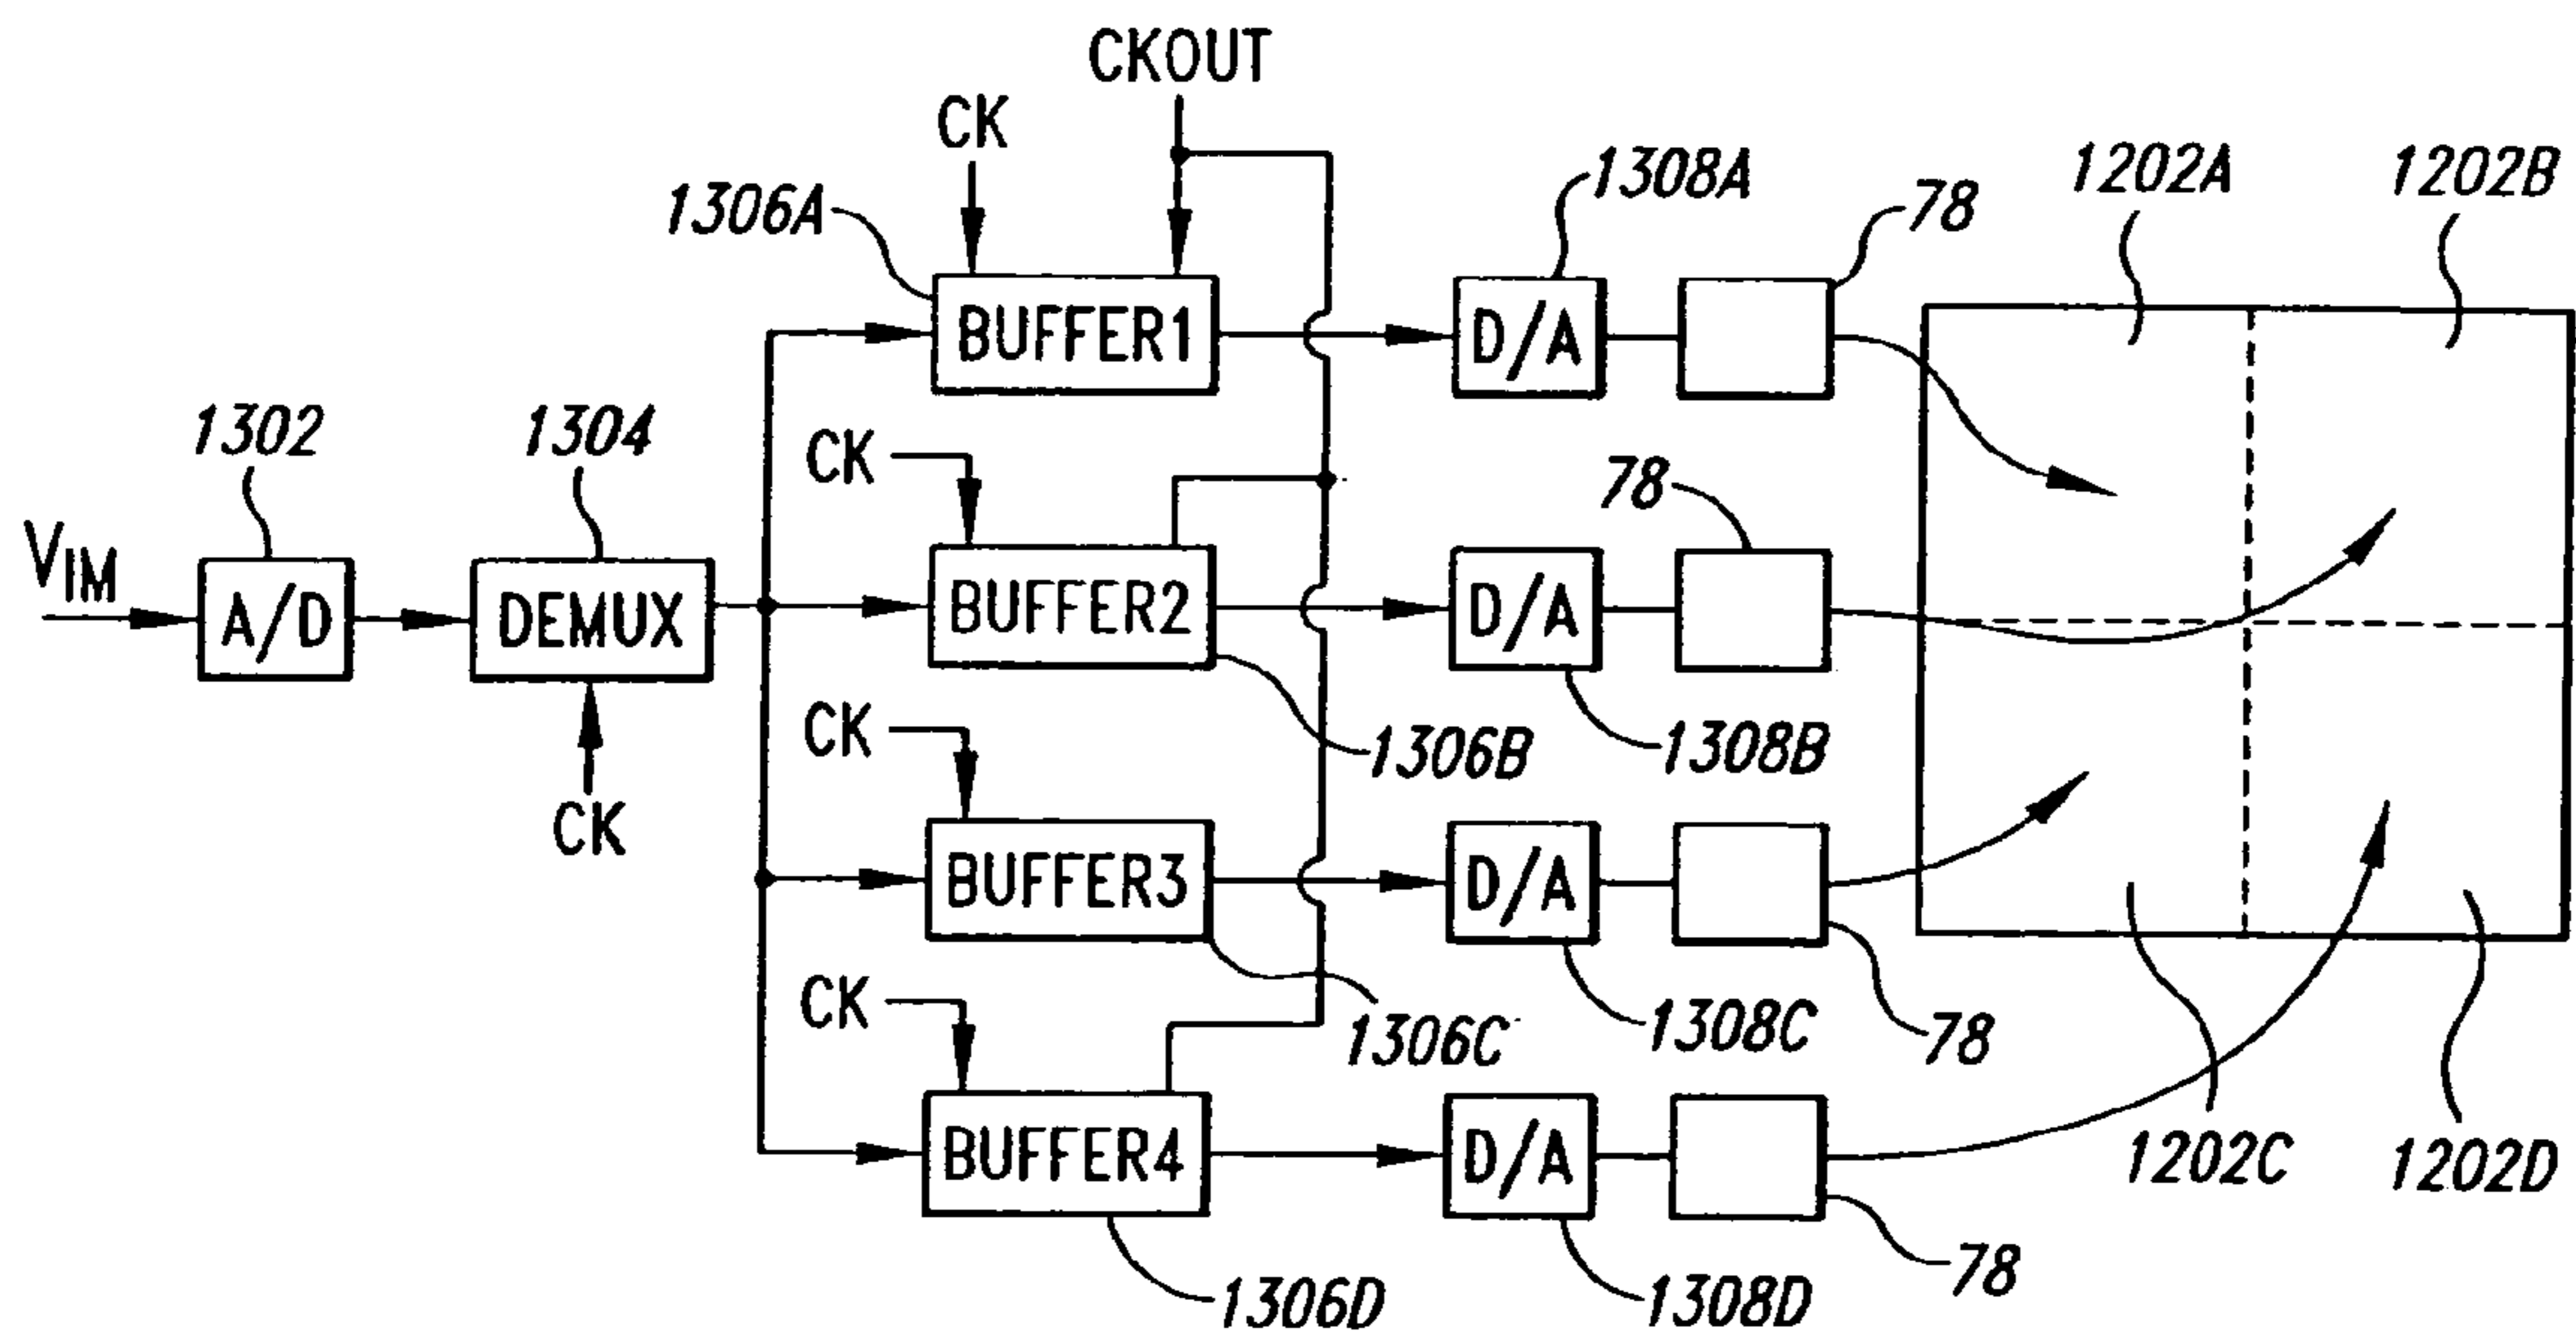 CKOUT
CK
1306A
1308A
78
1202A
1202B
BUFFER1
D/A
1302
1304
CK
78
VIM
A/D
DEMUX
BUFFER2
D/A
CK
CK
1306B
1308B
BUFFER3
D/A
CK
1306C
1308C
78
1202C
1202D
BUFFER4
D/A
78
1306D
1308D